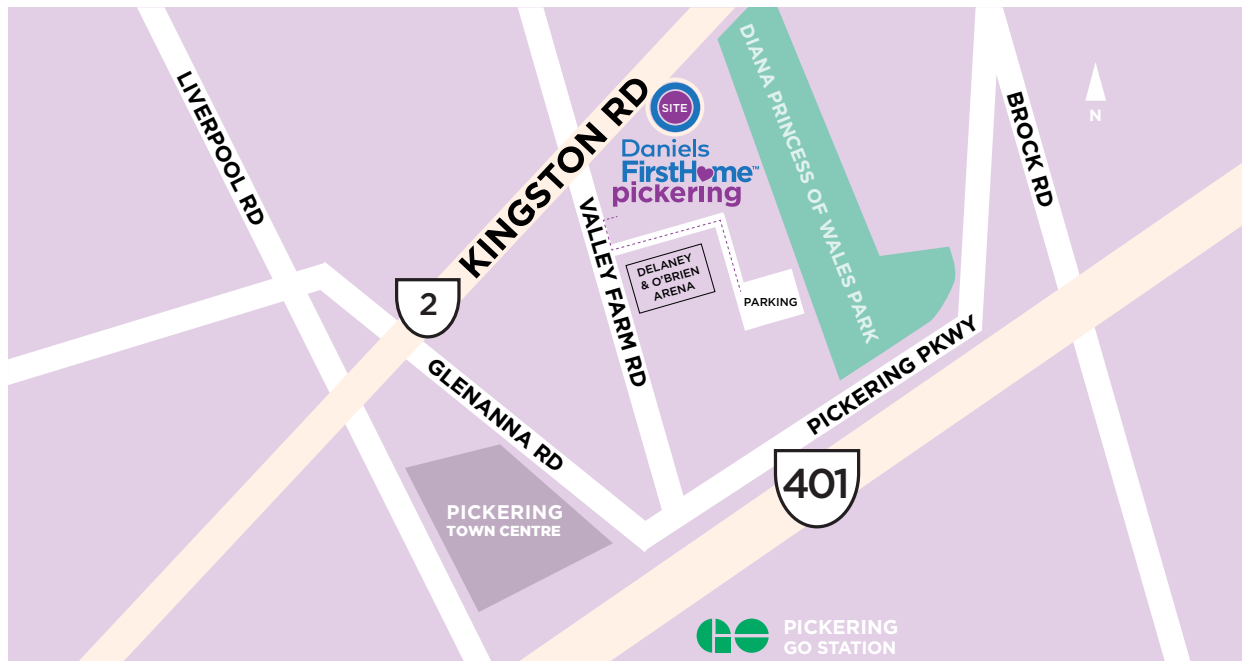 LIVERPOOL RD
KINGSTON RD
2
SITE
Daniels
FirstHome™
pickering
DIANA PRINCESS OF WALES PARK
BROCK RD
N
VALLEY FARM RD
DELANEY
& O'BRIEN
ARENA
PARKING
GLENANNA RD
PICKERING PKWY
401
PICKERING
TOWN CENTRE
GO
PICKERING
GO STATION